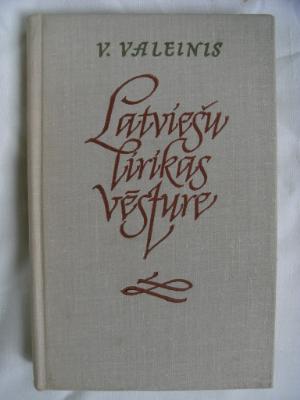 V. VALEINIS
Latviešu
lirikas
vēsture